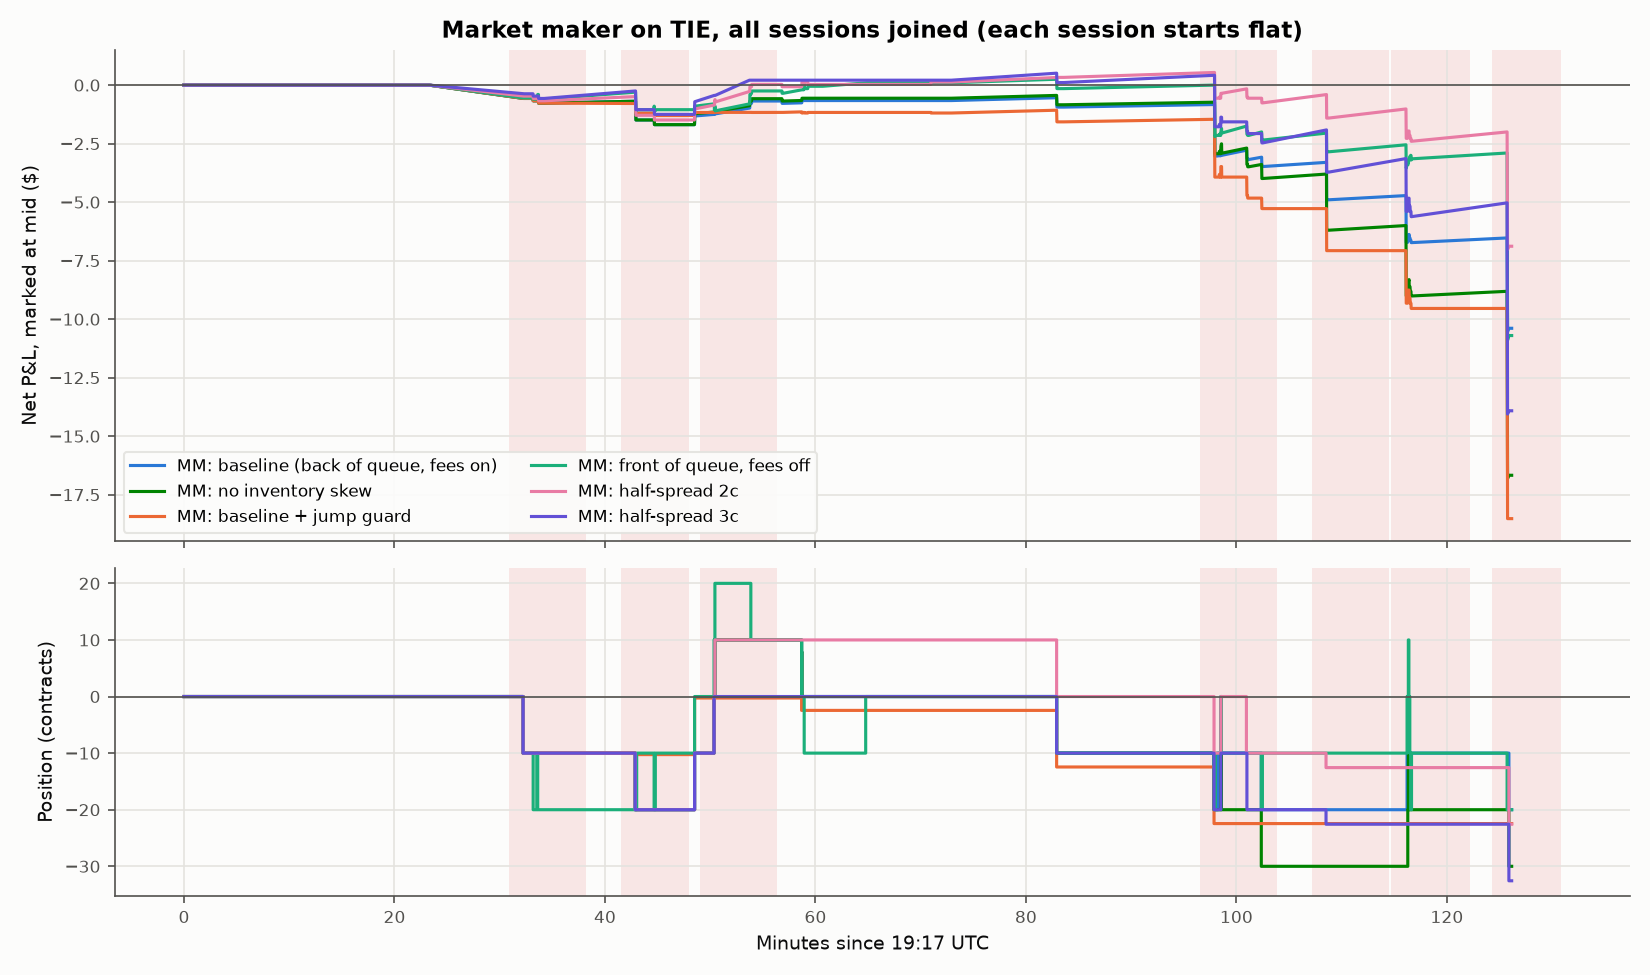 Market maker on TIE, all sessions joined (each session starts flat)
Net P&L, marked at mid ($)
0.0
−2.5
−5.0
−7.5
−10.0
−12.5
−15.0
−17.5
MM: baseline (back of queue, fees on)
MM: no inventory skew
MM: baseline + jump guard
MM: front of queue, fees off
MM: half-spread 2c
MM: half-spread 3c
Position (contracts)
20
10
0
−10
−20
−30
0 20 40 60 80 100 120
Minutes since 19:17 UTC